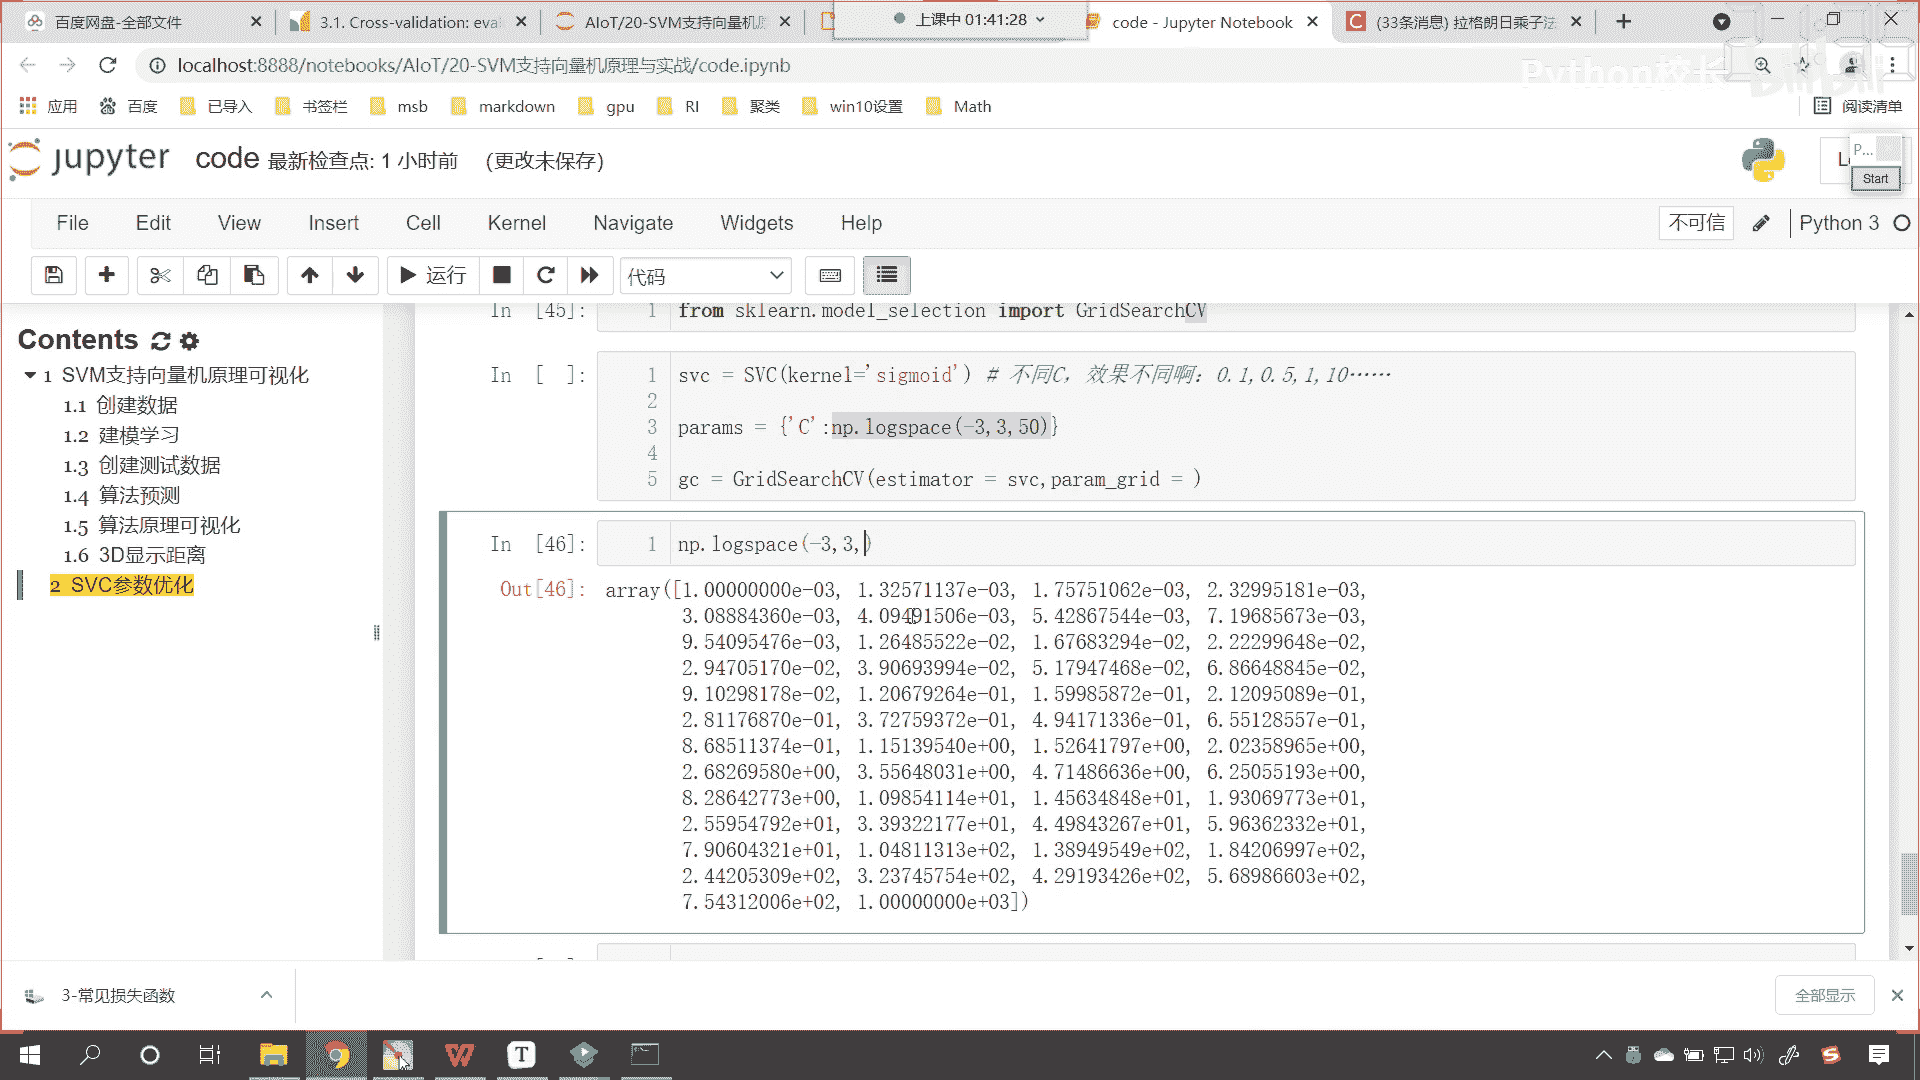 百度网盘-全部文件
3.1. Cross-validation: eva
AIoT/20-SVM支持向量机原
上课中 01:41:28
code - Jupyter Notebook
(33条消息) 拉格朗日乘子法
localhost:8888/notebooks/AIoT/20-SVM支持向量机原理与实战/code.ipynb
Python校长
bilibili
应用
百度
已导入
书签栏
msb
markdown
gpu
RI
聚类
win10设置
Math
阅读清单
jupyter
code 最新检查点: 1 小时前 (更改未保存)
P...
Start
File
Edit
View
Insert
Cell
Kernel
Navigate
Widgets
Help
不可信
Python 3
运行
代码
Contents
1 SVM支持向量机原理可视化
1.1 创建数据
1.2 建模学习
1.3 创建测试数据
1.4 算法预测
1.5 算法原理可视化
1.6 3D显示距离
2 SVC参数优化
In [45]:
1 from sklearn.model_selection import GridSearchCV
In [ ]:
1 svc = SVC(kernel='sigmoid') # 不同C，效果不同啊：0.1,0.5,1,10……
2
3 params = {'C':np.logspace(-3,3,50)}
4
5 gc = GridSearchCV(estimator = svc,param_grid = )
In [46]:
1 np.logspace(-3,3,)
Out[46]:
array([1.00000000e-03, 1.32571137e-03, 1.75751062e-03, 2.32995181e-03,
3.08884360e-03, 4.09491506e-03, 5.42867544e-03, 7.19685673e-03,
9.54095476e-03, 1.26485522e-02, 1.67683294e-02, 2.22299648e-02,
2.94705170e-02, 3.90693994e-02, 5.17947468e-02, 6.86648845e-02,
9.10298178e-02, 1.20679264e-01, 1.59985872e-01, 2.12095089e-01,
2.81176870e-01, 3.72759372e-01, 4.94171336e-01, 6.55128557e-01,
8.68511374e-01, 1.15139540e+00, 1.52641797e+00, 2.02358965e+00,
2.68269580e+00, 3.55648031e+00, 4.71486636e+00, 6.25055193e+00,
8.28642773e+00, 1.09854114e+01, 1.45634848e+01, 1.93069773e+01,
2.55954792e+01, 3.39322177e+01, 4.49843267e+01, 5.96362332e+01,
7.90604321e+01, 1.04811313e+02, 1.38949549e+02, 1.84206997e+02,
2.44205309e+02, 3.23745754e+02, 4.29193426e+02, 5.68986603e+02,
7.54312006e+02, 1.00000000e+03])
3-常见损失函数
全部显示